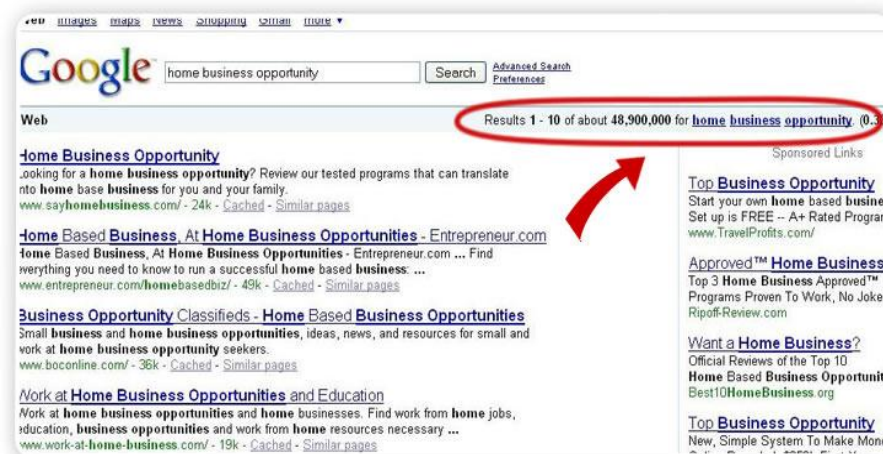 Images Maps News Shopping Gmail more ▼
Google
home business opportunity
Search
Advanced Search
Preferences
Web
Results 1 - 10 of about 48,900,000 for home business opportunity. (0.3
Home Business Opportunity
Looking for a home business opportunity? Review our tested programs that can translate
into home base business for you and your family.
www.sayhomebusiness.com/ - 24k - Cached - Similar pages
Home Based Business, At Home Business Opportunities - Entrepreneur.com
Home Based Business, At Home Business Opportunities - Entrepreneur.com ... Find
everything you need to know to run a successful home based business: ...
www.entrepreneur.com/homebasedbiz/ - 49k - Cached - Similar pages
Business Opportunity Classifieds - Home Based Business Opportunities
Small business and home business opportunities, ideas, news, and resources for small and
work at home business opportunity seekers.
www.boconline.com/ - 36k - Cached - Similar pages
Work at Home Business Opportunities and Education
Work at home business opportunities and home businesses. Find work from home jobs,
education, business opportunities and work from home resources necessary ...
www.work-at-home-business.com/ - 19k - Cached - Similar pages
Sponsored Links
Top Business Opportunity
Start your own home based busine
Set up is FREE -- A+ Rated Program
www.TravelProfits.com/
Approved™ Home Business
Top 3 Home Business Approved™
Programs Proven To Work, No Joke
Ripoff-Review.com
Want a Home Business?
Official Reviews of the Top 10
Home Based Business Opportunit
Best10HomeBusiness.org
Top Business Opportunity
New, Simple System To Make Mon